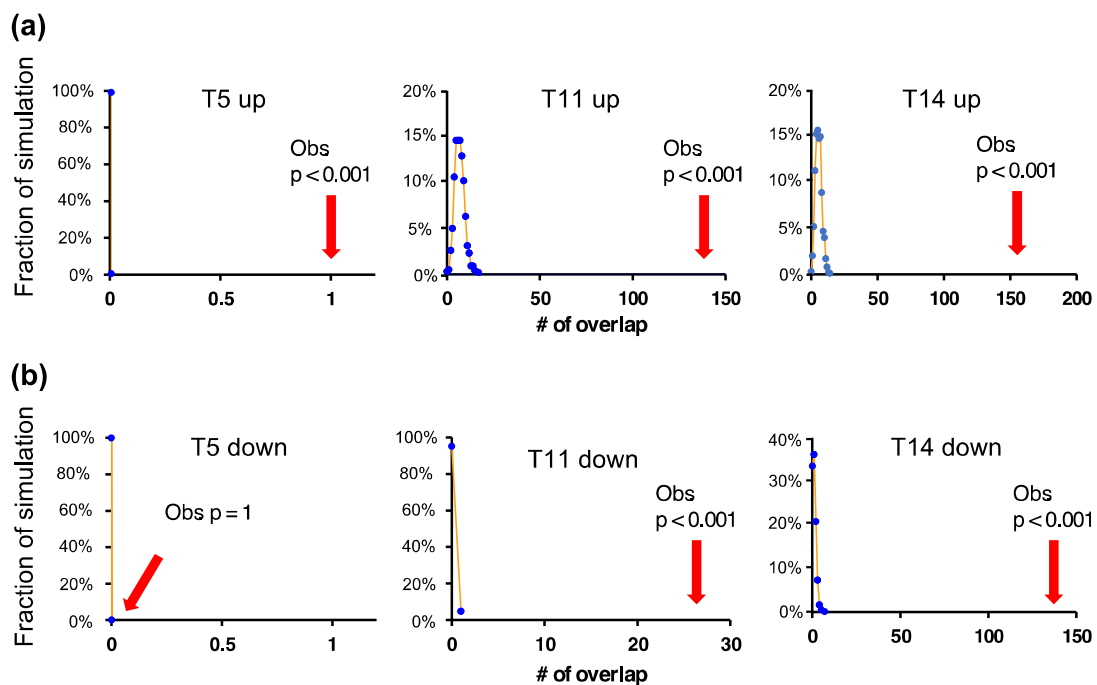 (a)
Fraction of simulation
T5 up
100%
80%
60%
40%
20%
0%
0
0.5
1
Obs.
p < 0.001
T11 up
20%
15%
10%
5%
0%
0
50
100
150
Obs.
p < 0.001
# of overlap
T14 up
20%
15%
10%
5%
0%
0
50
100
150
200
Obs.
p < 0.001
(b)
Fraction of simulation
T5 down
100%
80%
60%
40%
20%
0%
0
0.5
1
Obs. p = 1
T11 down
100%
80%
60%
40%
20%
0%
0
10
20
30
Obs.
p < 0.001
# of overlap
T14 down
40%
30%
20%
10%
0%
0
50
100
150
Obs.
p < 0.001